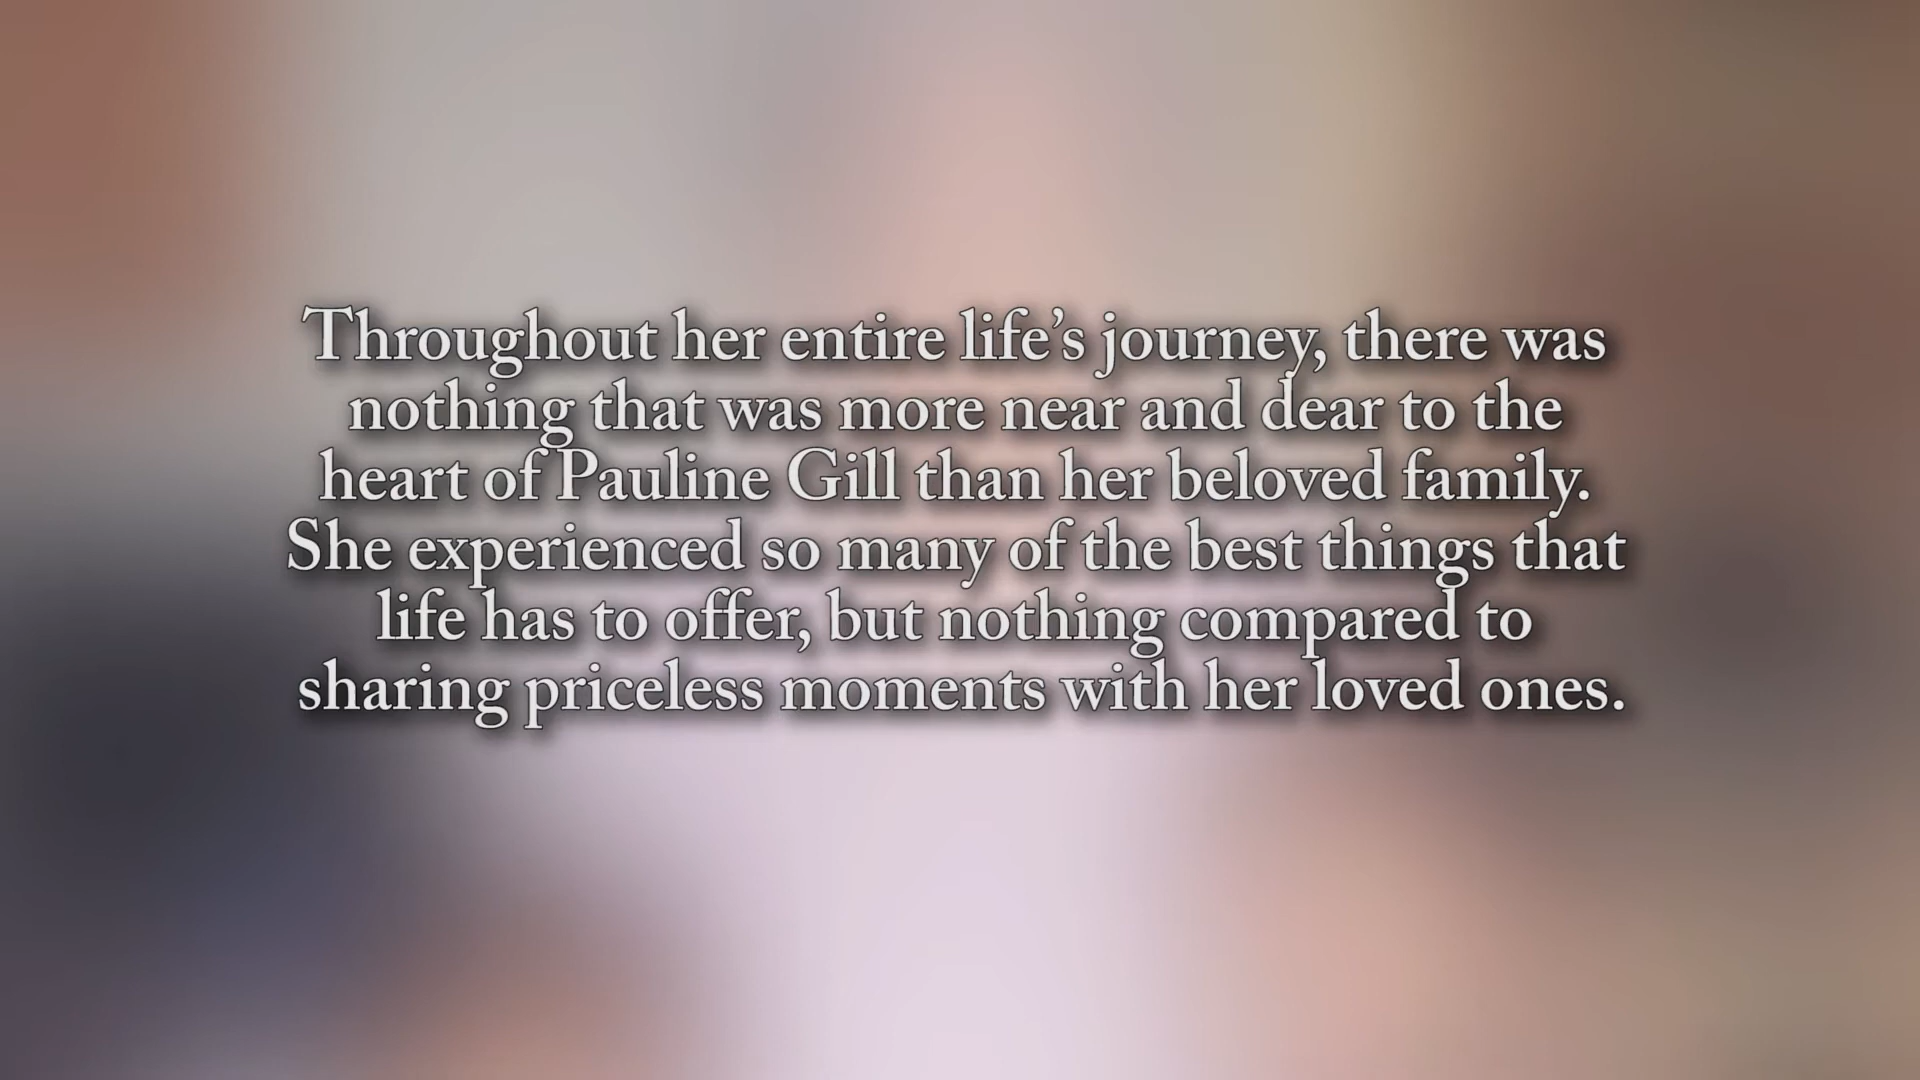 Throughout her entire life’s journey, there was
nothing that was more near and dear to the
heart of Pauline Gill than her beloved family.
She experienced so many of the best things that
life has to offer, but nothing compared to
sharing priceless moments with her loved ones.